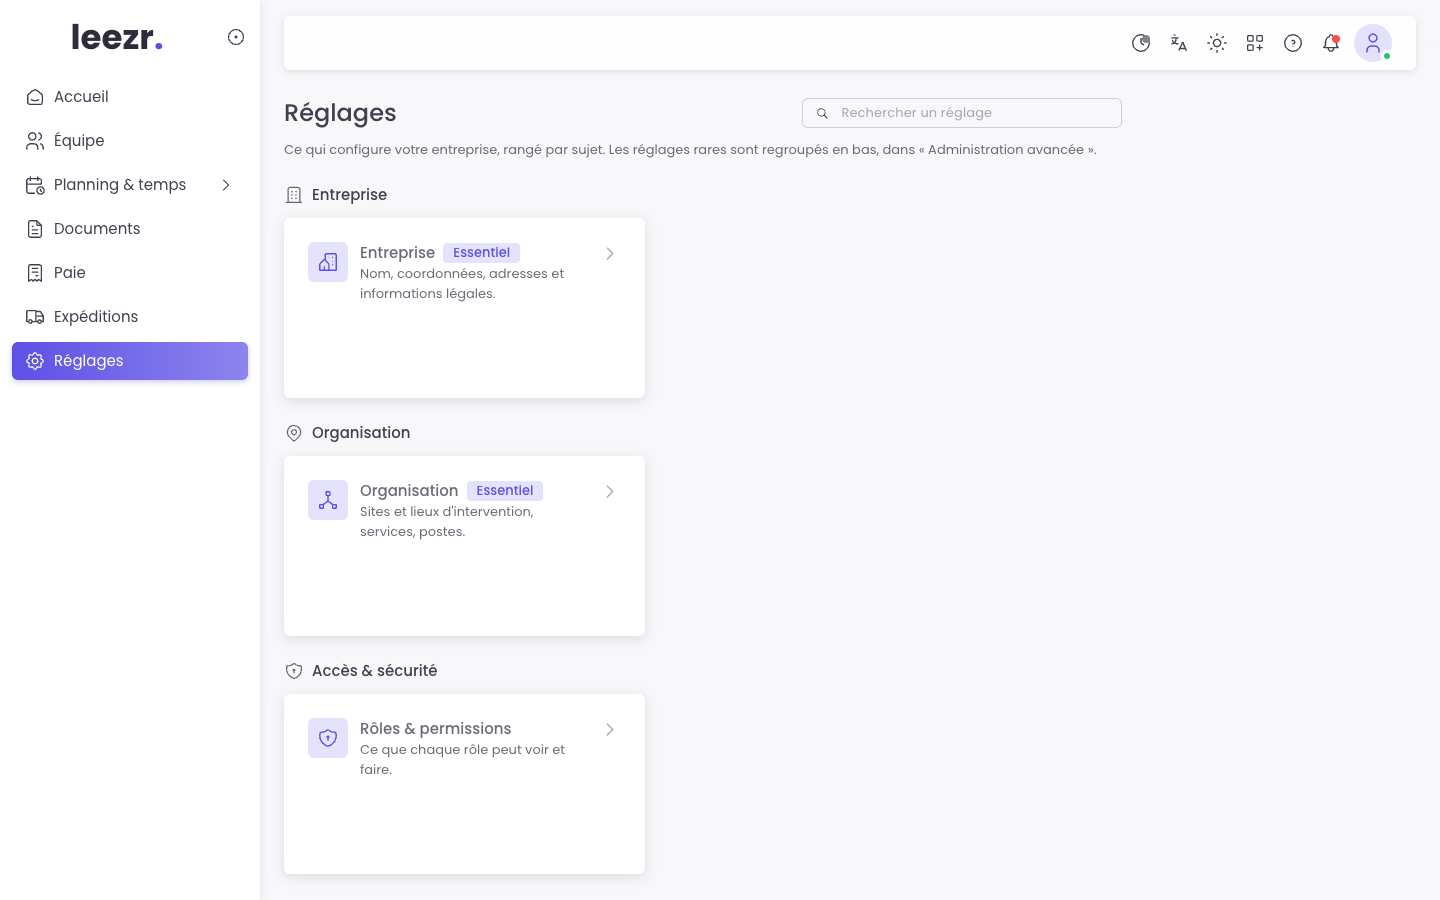 leezr.
Accueil
Équipe
Planning & temps
Documents
Paie
Expéditions
Réglages
Réglages
Rechercher un réglage
Ce qui configure votre entreprise, rangé par sujet. Les réglages rares sont regroupés en bas, dans « Administration avancée ».
Entreprise
Entreprise Essentiel
Nom, coordonnées, adresses et
informations légales.
Organisation
Organisation Essentiel
Sites et lieux d'intervention,
services, postes.
Accès & sécurité
Rôles & permissions
Ce que chaque rôle peut voir et
faire.